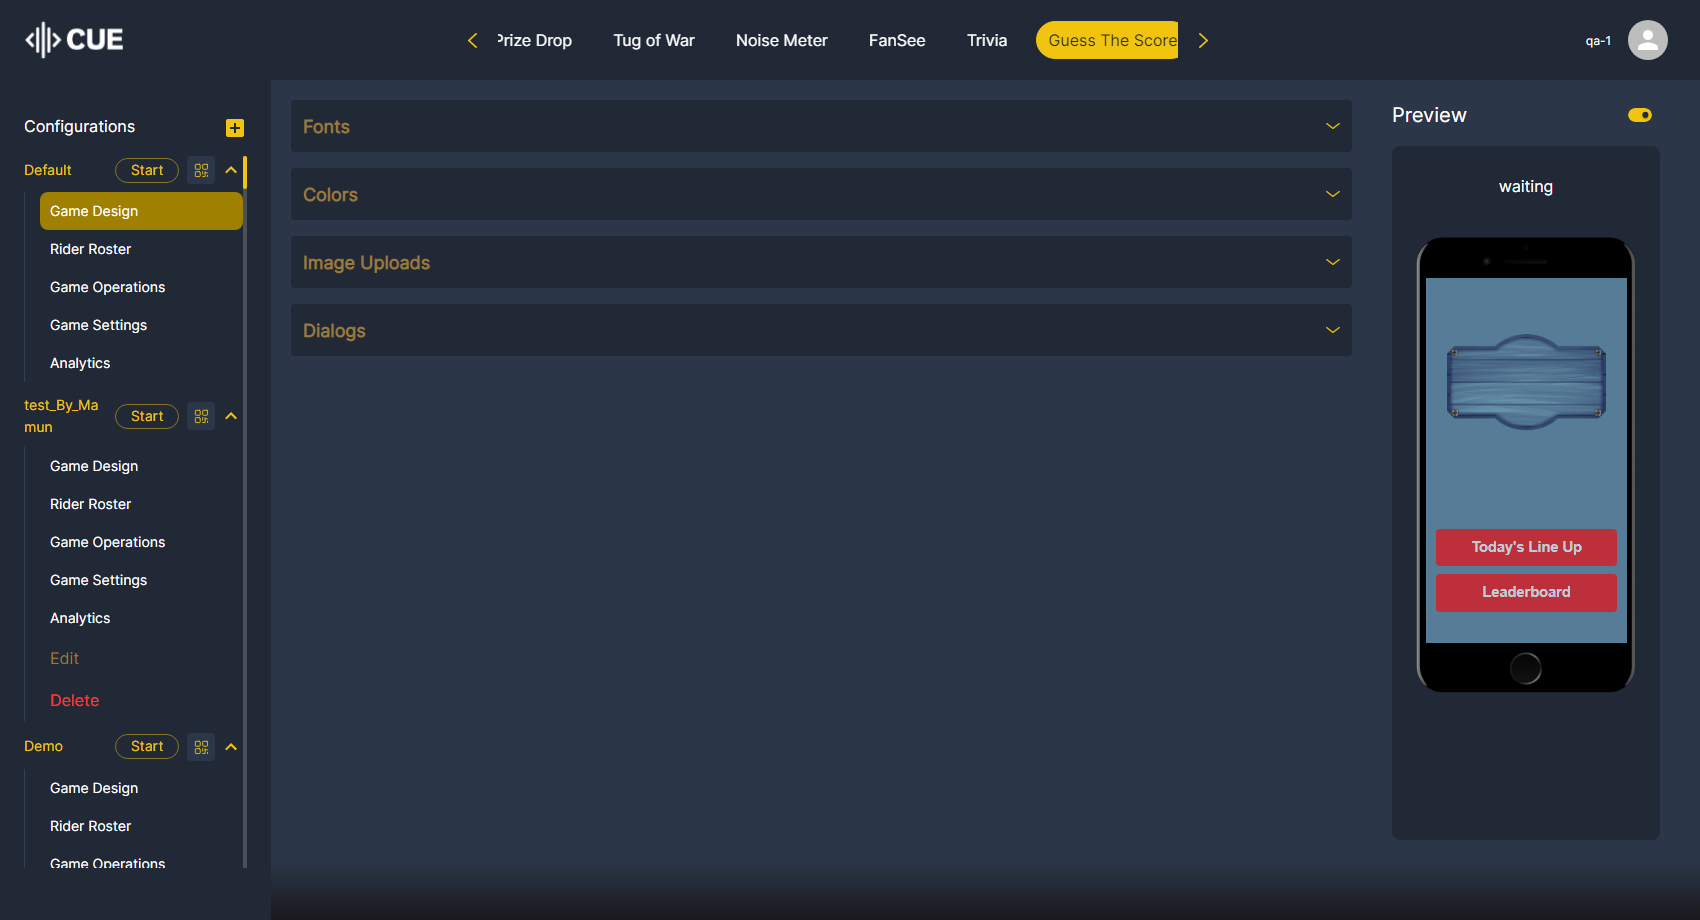 CUE
Prize Drop
Tug of War
Noise Meter
FanSee
Trivia
Guess The Score
qa-1
Configurations
Default
Start
Game Design
Rider Roster
Game Operations
Game Settings
Analytics
test_By_Ma
mun
Start
Game Design
Rider Roster
Game Operations
Game Settings
Analytics
Edit
Delete
Demo
Start
Game Design
Rider Roster
Game Operations
Fonts
Colors
Image Uploads
Dialogs
Preview
waiting
Today's Line Up
Leaderboard